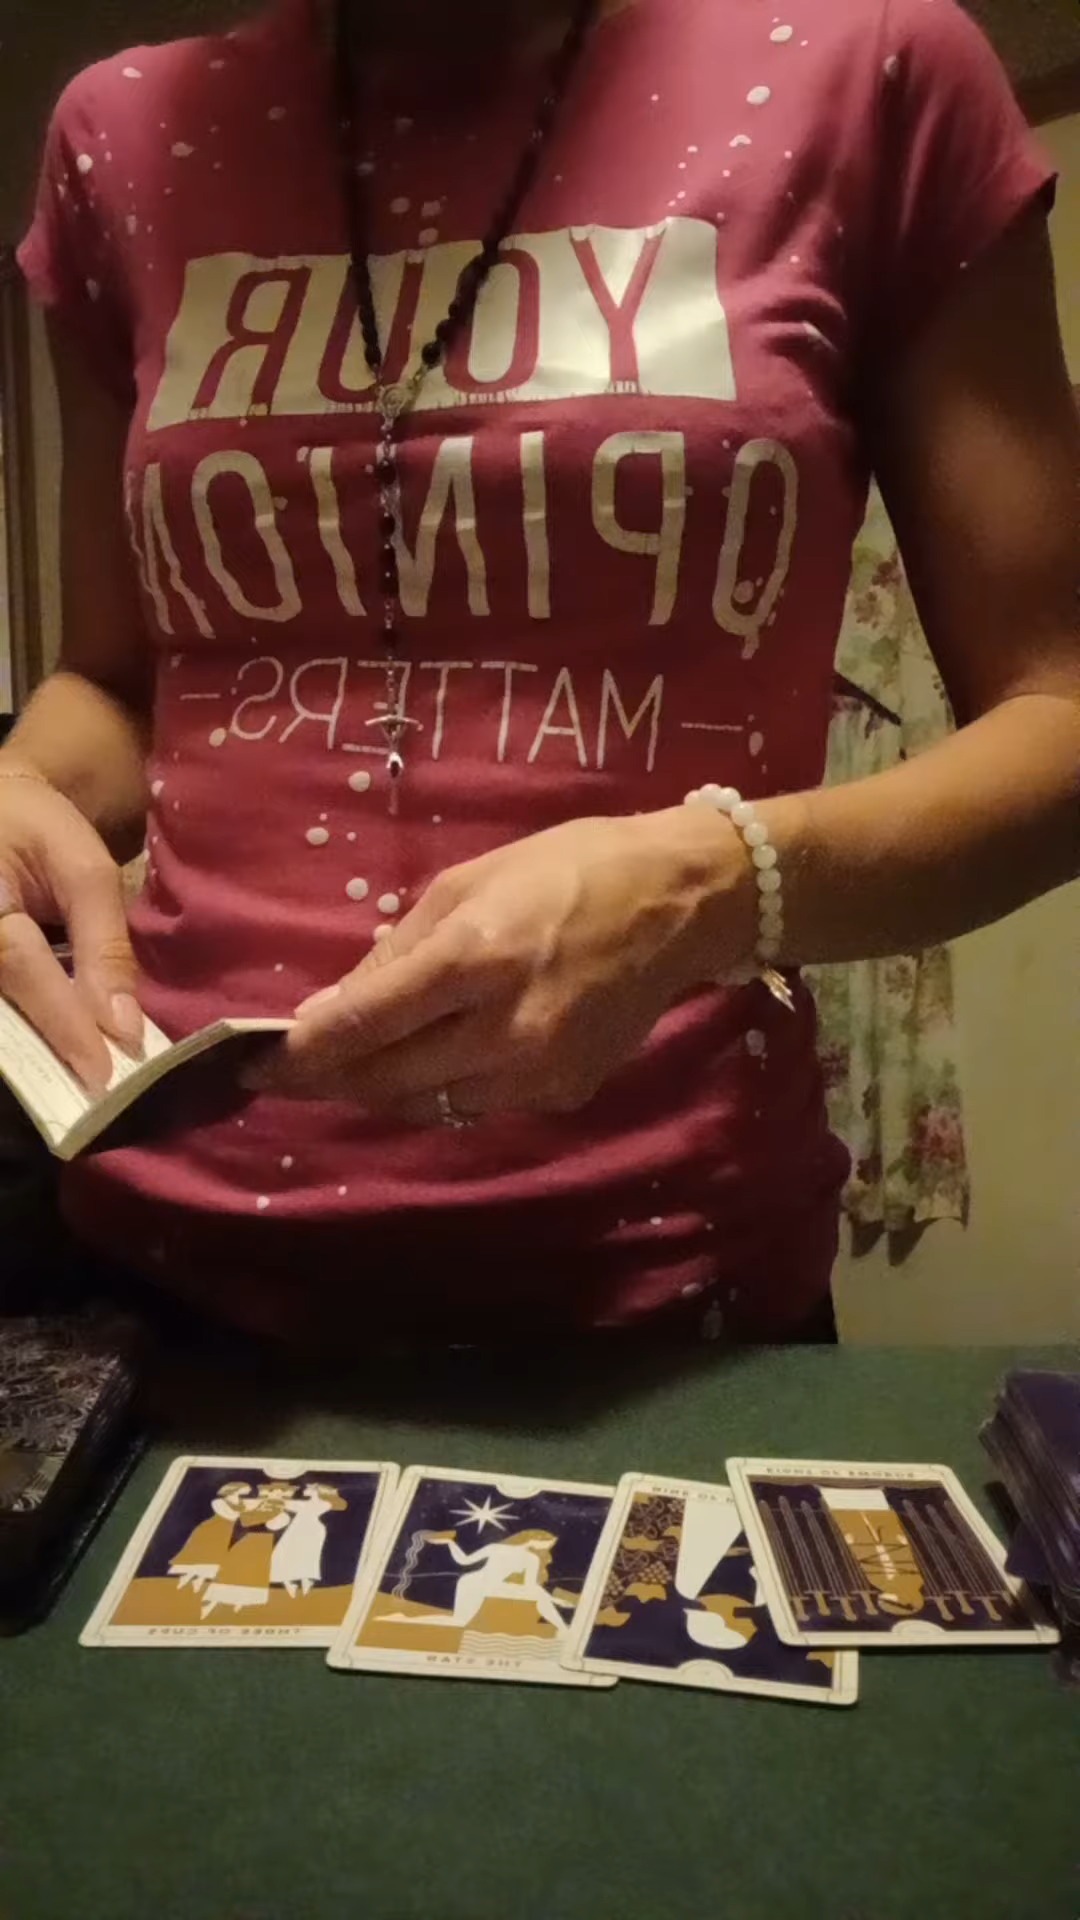 YOUR
OPINION
— MATTERS —
THREE OF CUPS
THE STAR
NINE OF
EIGHT OF SWORDS